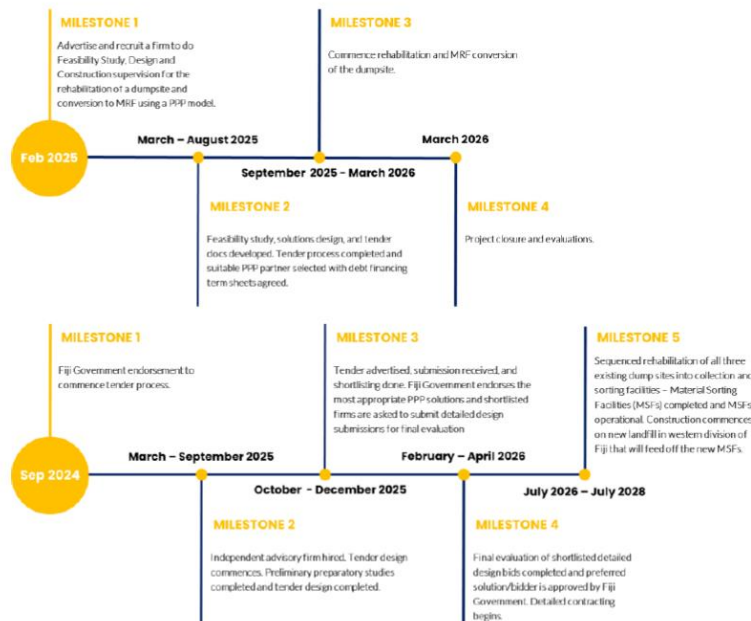 MILESTONE 1
Advertise and recruit a firm to do
Feasibility Study, Design and
Construction supervision for the
rehabilitation of a dumpsite and
conversion to MRF using a PPP model.
MILESTONE 3
Commence rehabilitation and MRF conversion
of the dumpsite.
Feb 2025
March – August 2025
September 2025 - March 2026
March 2026
MILESTONE 2
Feasibility study, solutions design, and tender
docs developed. Tender process completed and
suitable PPP partner selected with debt financing
term sheets agreed.
MILESTONE 4
Project closure and evaluations.
MILESTONE 1
Fiji Government endorsement to
commence tender process.
MILESTONE 3
Tender advertised, submission received, and
shortlisting done. Fiji Government endorses the
most appropriate PPP solutions and shortlisted
firms are asked to submit detailed design
submissions for final evaluation
MILESTONE 5
Sequenced rehabilitation of all three
existing dump sites into collection and
sorting facilities – Material Sorting
Facilities (MSFs) completed and MSFs
operational. Construction commences
on new landfill in western division of
Fiji that will feed off the new MSFs.
Sep 2024
March – September 2025
October - December 2025
February – April 2026
July 2026 – July 2028
MILESTONE 2
Independent advisory firm hired. Tender design
commences. Preliminary preparatory studies
completed and tender design completed.
MILESTONE 4
Final evaluation of shortlisted detailed
design bids completed and preferred
solution/bidder is approved by Fiji
Government. Detailed contracting
begins.